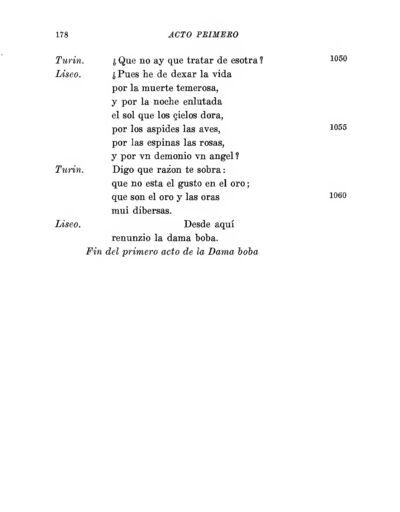 178 ACTO PRIMERO
Turin. ¿Que no ay que tratar de esotra? 1050
Liseo. ¿Pues he de dexar la vida
por la muerte temerosa,
y por la noche enlutada
el sol que los çielos dora,
por los aspides las aves, 1055
por las espinas las rosas,
y por vn demonio vn angel?
Turin. Digo que razon te sobra:
que no esta el gusto en el oro;
que son el oro y las oras 1060
mui dibersas.
Liseo. Desde aquí
renunzio la dama boba.
Fin del primero acto de la Dama boba